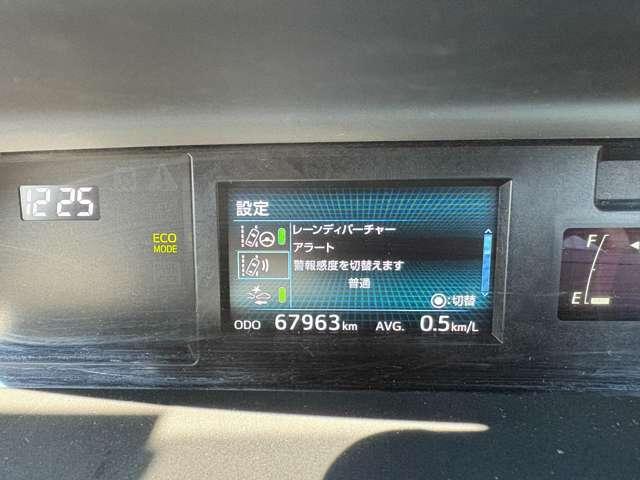 12 25
ECO
MODE
設定
レーンディパーチャー
アラート
警報感度を切替えます
普通
:切替
ODO 67963 km AVG. 0.5 km/L
F
E